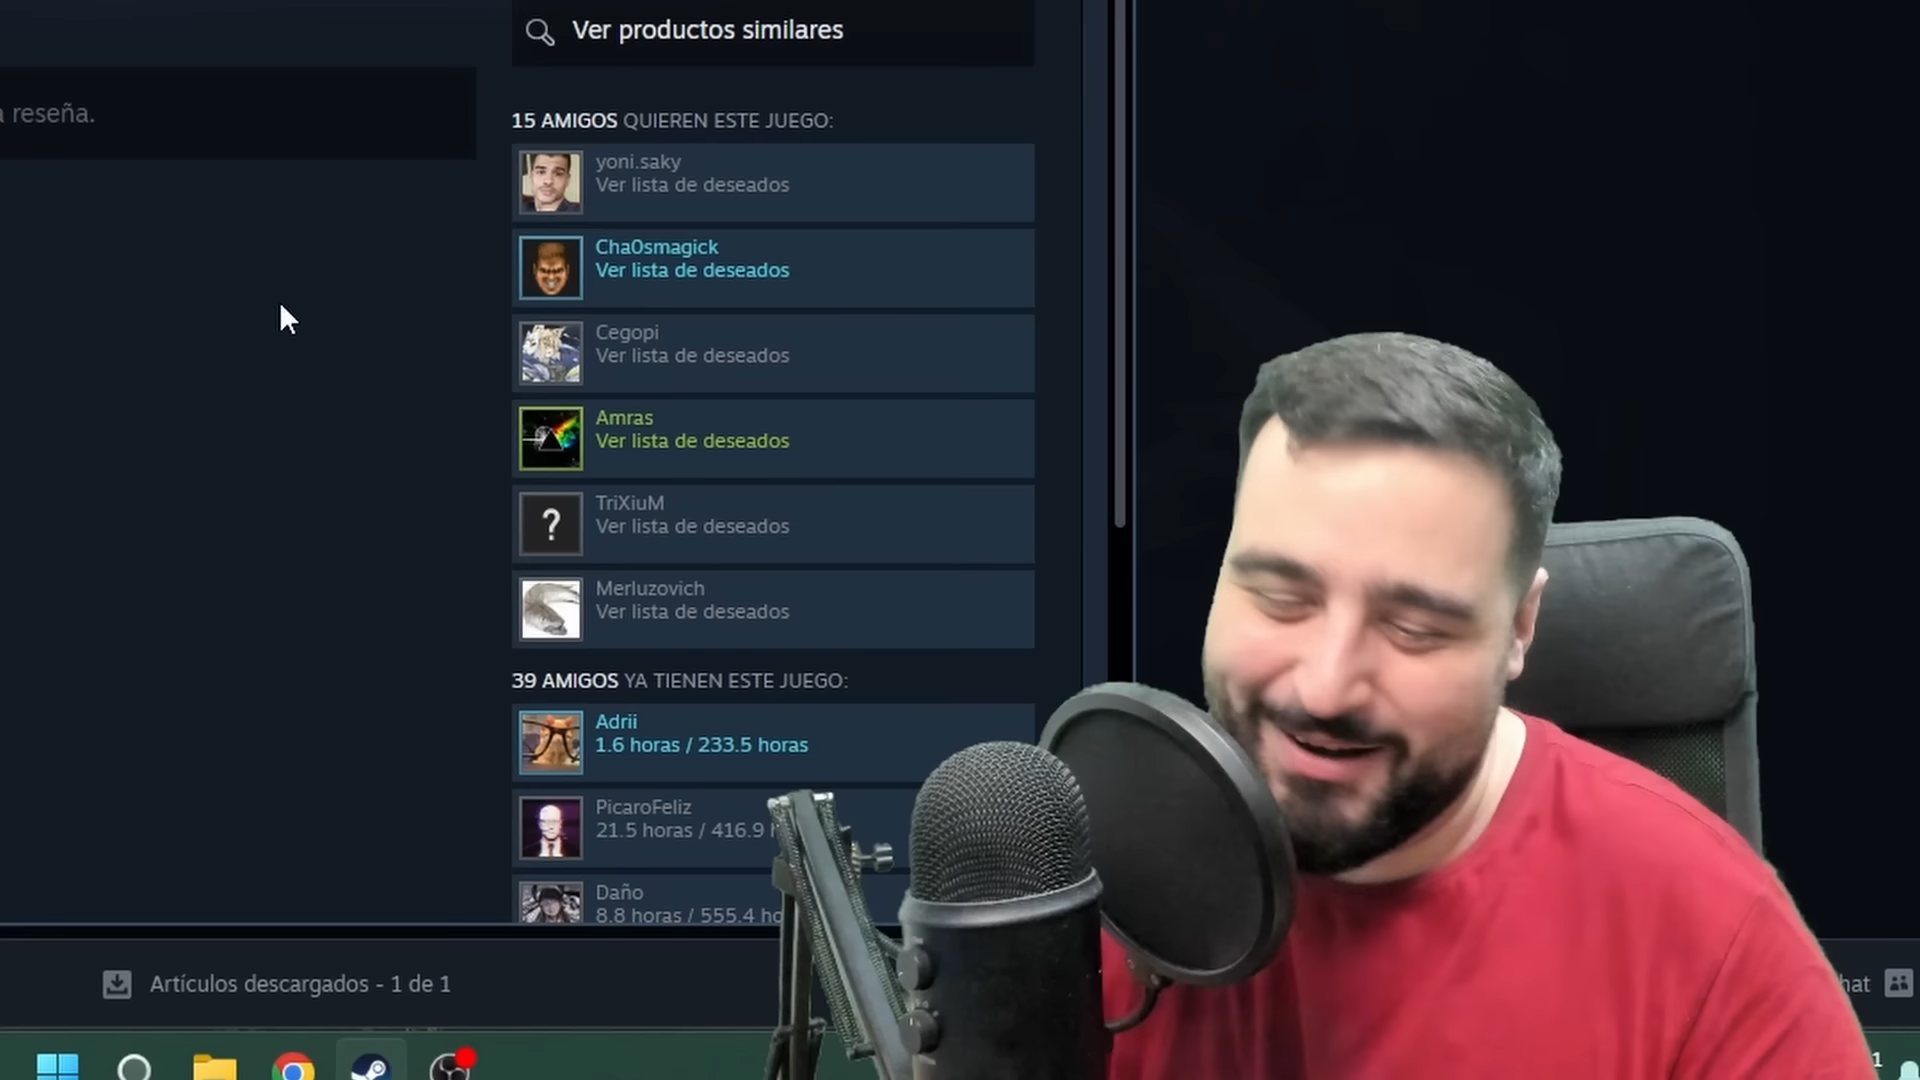 Ver productos similares
a reseña.
15 AMIGOS QUIEREN ESTE JUEGO:
yoni.saky
Ver lista de deseados
Cha0smagick
Ver lista de deseados
Cegopi
Ver lista de deseados
Amras
Ver lista de deseados
?
TriXiuM
Ver lista de deseados
Merluzovich
Ver lista de deseados
39 AMIGOS YA TIENEN ESTE JUEGO:
Adrii
1.6 horas / 233.5 horas
PicaroFeliz
21.5 horas / 416.9 h
Daño
8.8 horas / 555.4 ho
Artículos descargados - 1 de 1
hat
1